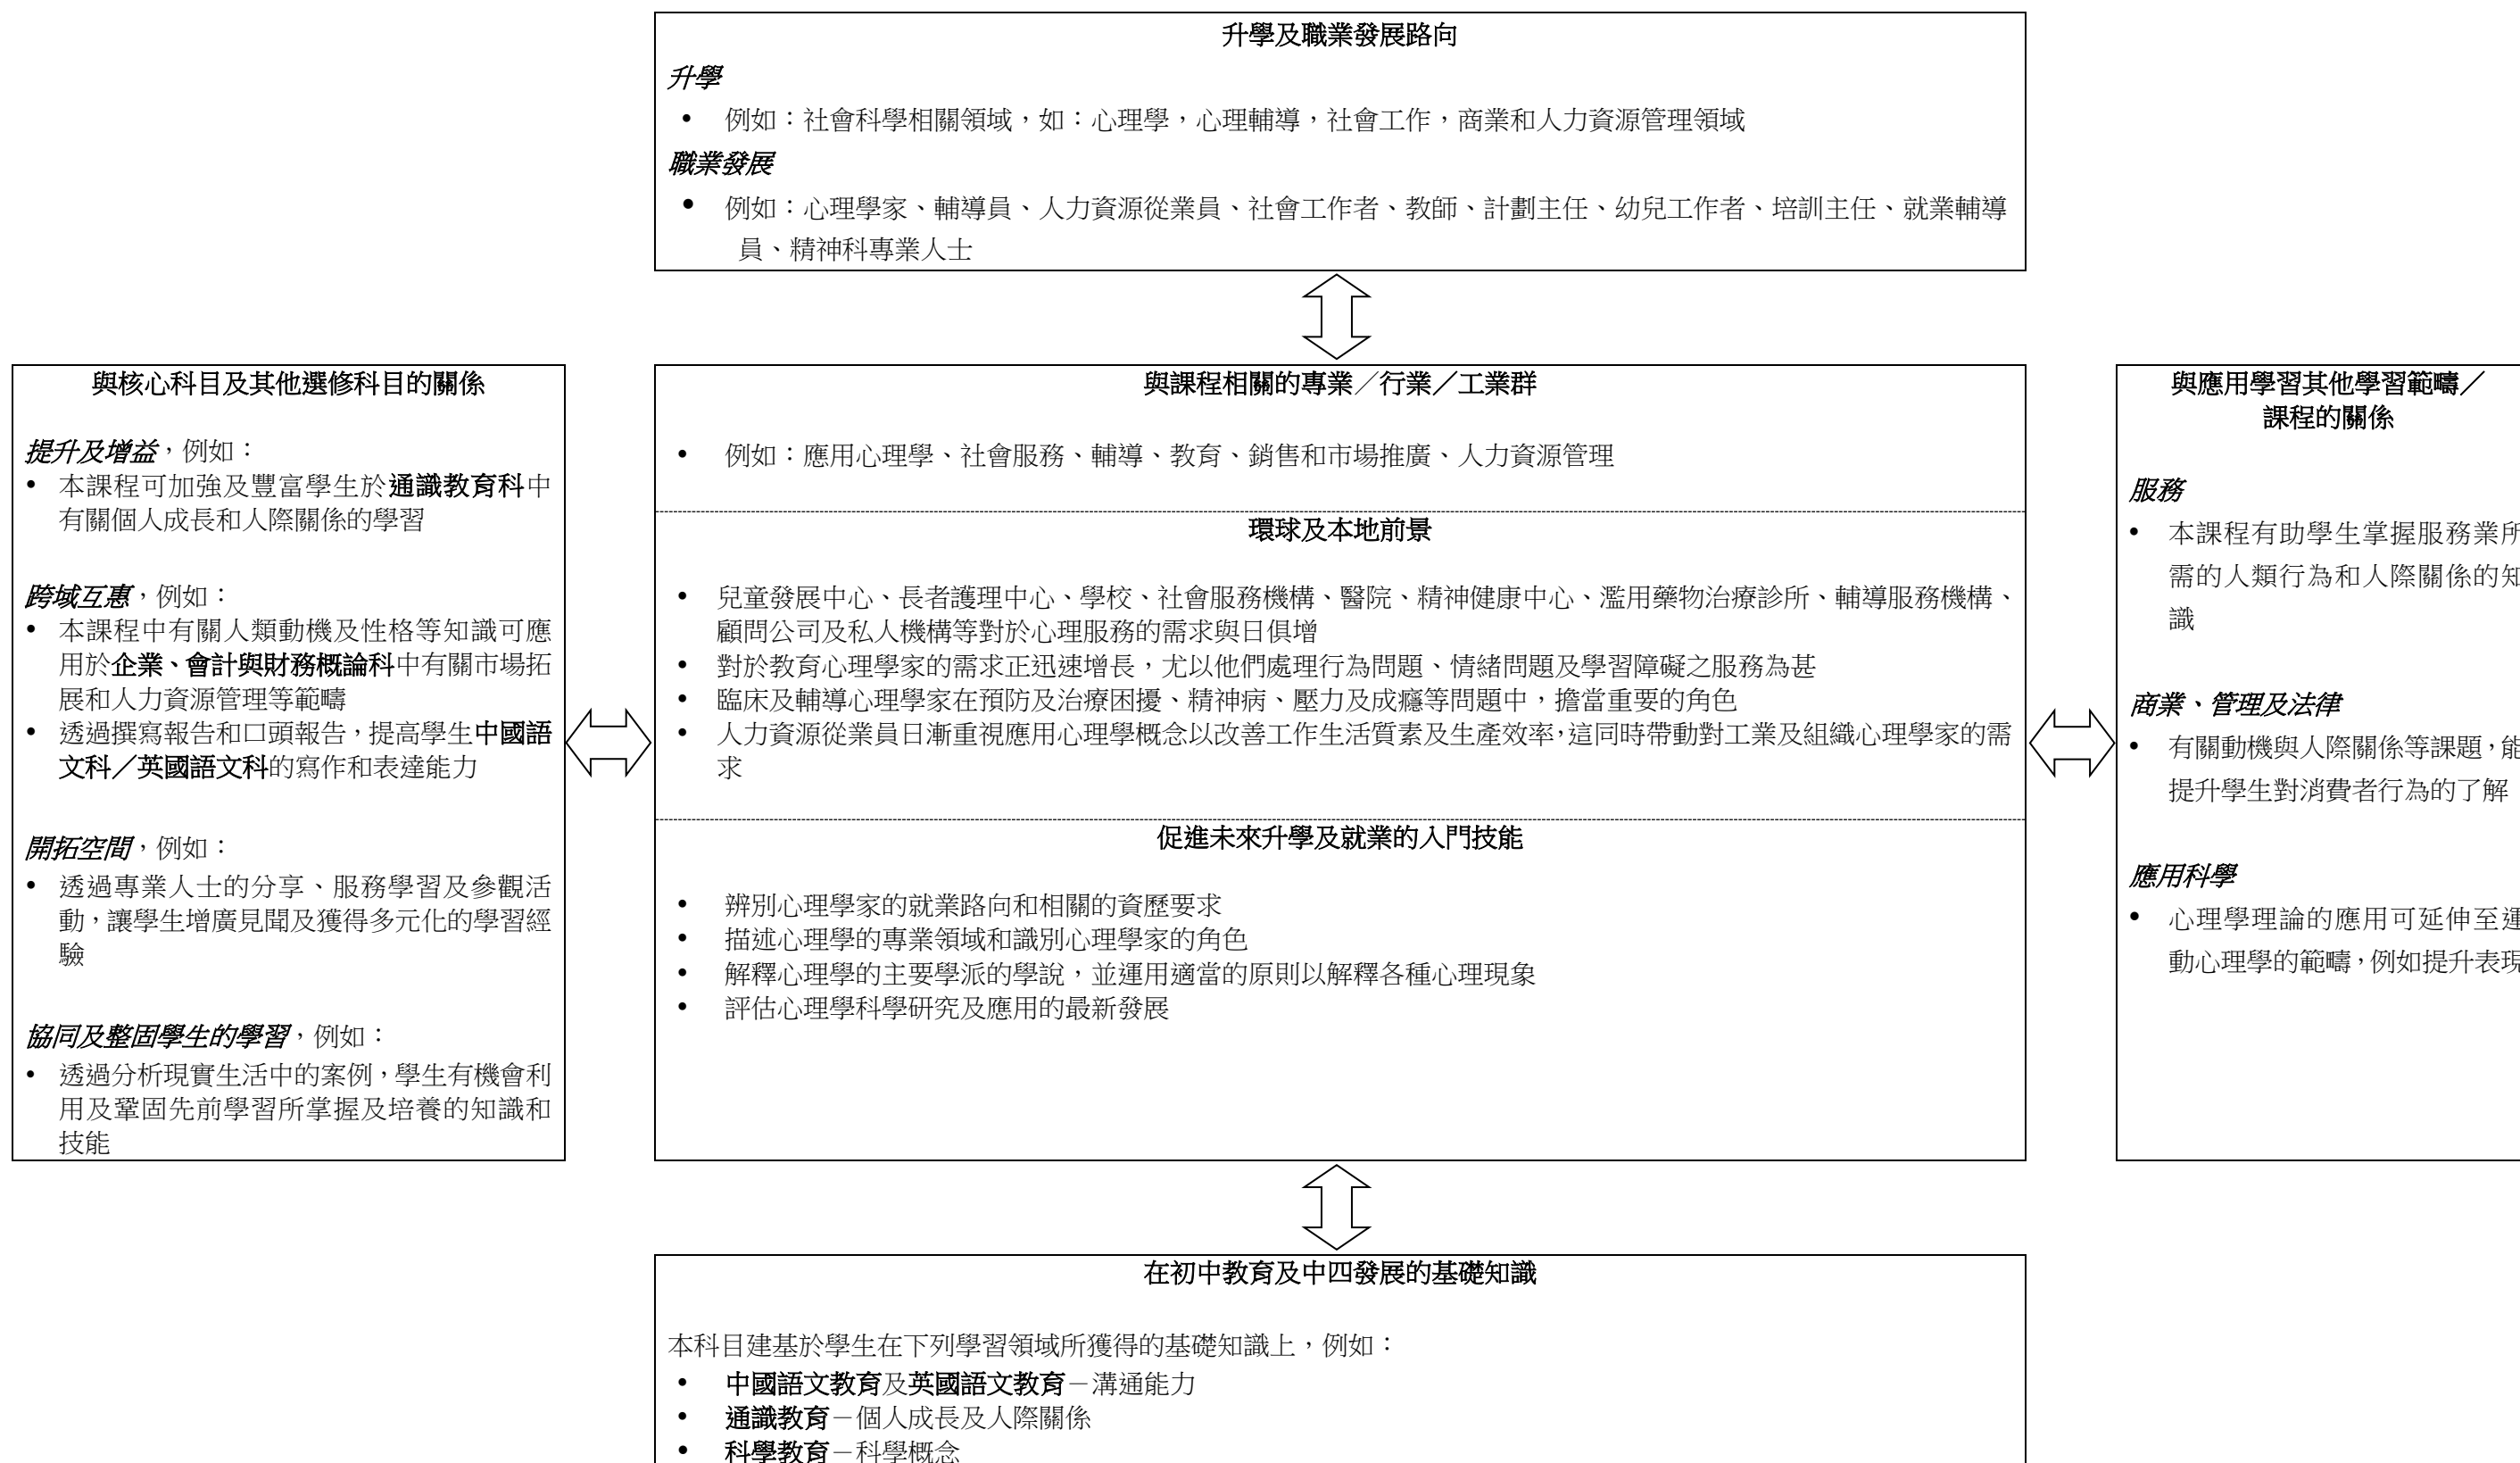 升學及職業發展路向
升學
• 例如：社會科學相關領域，如：心理學，心理輔導，社會工作，商業和人力資源管理領域
職業發展
• 例如：心理學家、輔導員、人力資源從業員、社會工作者、教師、計劃主任、幼兒工作者、培訓主任、就業輔導
員、精神科專業人士
與核心科目及其他選修科目的關係
提升及增益，例如：
• 本課程可加強及豐富學生於通識教育科中
有關個人成長和人際關係的學習
跨域互惠，例如：
• 本課程中有關人類動機及性格等知識可應
用於企業、會計與財務概論科中有關市場拓
展和人力資源管理等範疇
• 透過撰寫報告和口頭報告，提高學生中國語
文科／英國語文科的寫作和表達能力
開拓空間，例如：
• 透過專業人士的分享、服務學習及參觀活
動，讓學生增廣見聞及獲得多元化的學習經
驗
協同及整固學生的學習，例如：
• 透過分析現實生活中的案例，學生有機會利
用及鞏固先前學習所掌握及培養的知識和
技能
與課程相關的專業／行業／工業群
• 例如：應用心理學、社會服務、輔導、教育、銷售和市場推廣、人力資源管理
環球及本地前景
• 兒童發展中心、長者護理中心、學校、社會服務機構、醫院、精神健康中心、濫用藥物治療診所、輔導服務機構、
顧問公司及私人機構等對於心理服務的需求與日俱增
• 對於教育心理學家的需求正迅速增長，尤以他們處理行為問題、情緒問題及學習障礙之服務為甚
• 臨床及輔導心理學家在預防及治療困擾、精神病、壓力及成癮等問題中，擔當重要的角色
• 人力資源從業員日漸重視應用心理學概念以改善工作生活質素及生產效率，這同時帶動對工業及組織心理學家的需
求
促進未來升學及就業的入門技能
• 辨別心理學家的就業路向和相關的資歷要求
• 描述心理學的專業領域和識別心理學家的角色
• 解釋心理學的主要學派的學說，並運用適當的原則以解釋各種心理現象
• 評估心理學科學研究及應用的最新發展
與應用學習其他學習範疇／
課程的關係
服務
• 本課程有助學生掌握服務業所
需的人類行為和人際關係的知
識
商業、管理及法律
• 有關動機與人際關係等課題，能
提升學生對消費者行為的了解
應用科學
• 心理學理論的應用可延伸至運
動心理學的範疇，例如提升表現
在初中教育及中四發展的基礎知識
本科目建基於學生在下列學習領域所獲得的基礎知識上，例如：
• 中國語文教育及英國語文教育－溝通能力
• 通識教育－個人成長及人際關係
• 科學教育－科學概念